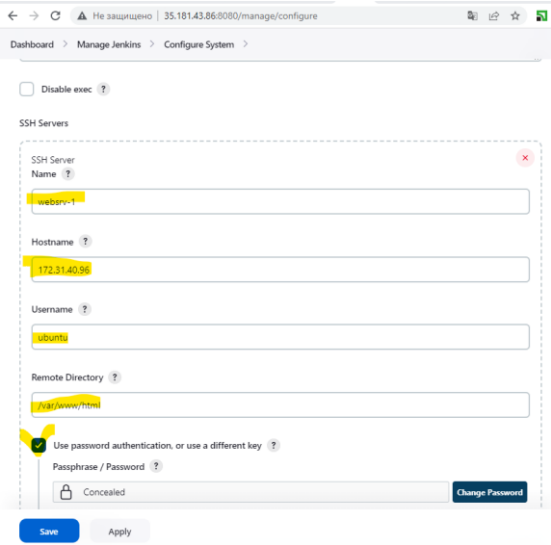 Не защищено | 35.181.43.86:8080/manage/configure
Dashboard > Manage Jenkins > Configure System >
Disable exec ?
SSH Servers
SSH Server
Name ?
websrv-1
Hostname ?
172.31.40.96
Username ?
ubuntu
Remote Directory ?
/var/www/html
Use password authentication, or use a different key ?
Passphrase / Password ?
Concealed
Change Password
Save
Apply